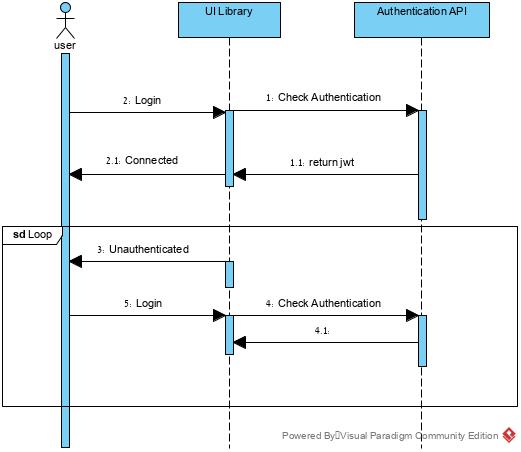 UI Library
Authentication API
user
2: Login
1: Check Authentication
2.1: Connected
1.1: return jwt
sd Loop
3: Unauthenticated
5: Login
4: Check Authentication
4.1:
Powered By Visual Paradigm Community Edition